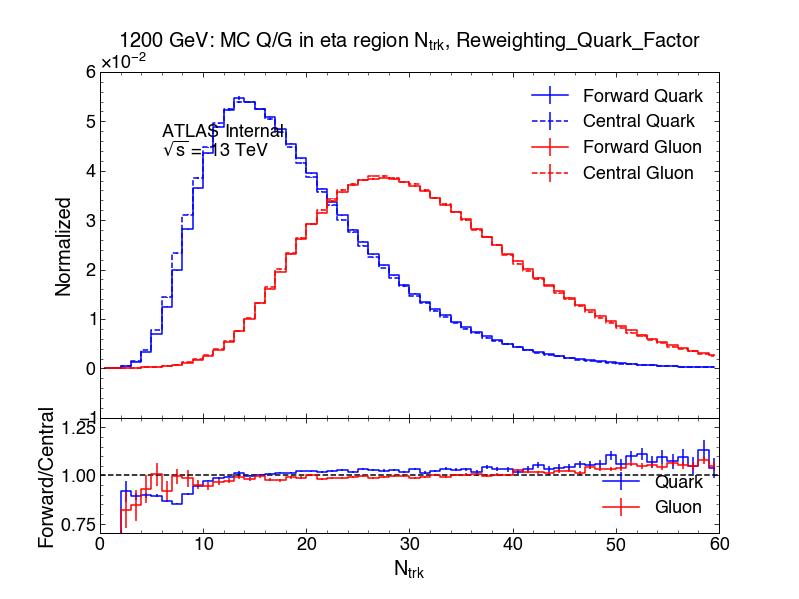 1200 GeV: MC Q/G in eta region N_trk, Reweighting_Quark_Factor
×10⁻²
6
5
4
3
2
1
0
−1
Normalized
ATLAS Internal
√s = 13 TeV
Forward Quark
Central Quark
Forward Gluon
Central Gluon
1.25
1.00
0.75
Forward/Central
Quark
Gluon
0 10 20 30 40 50 60
N_trk